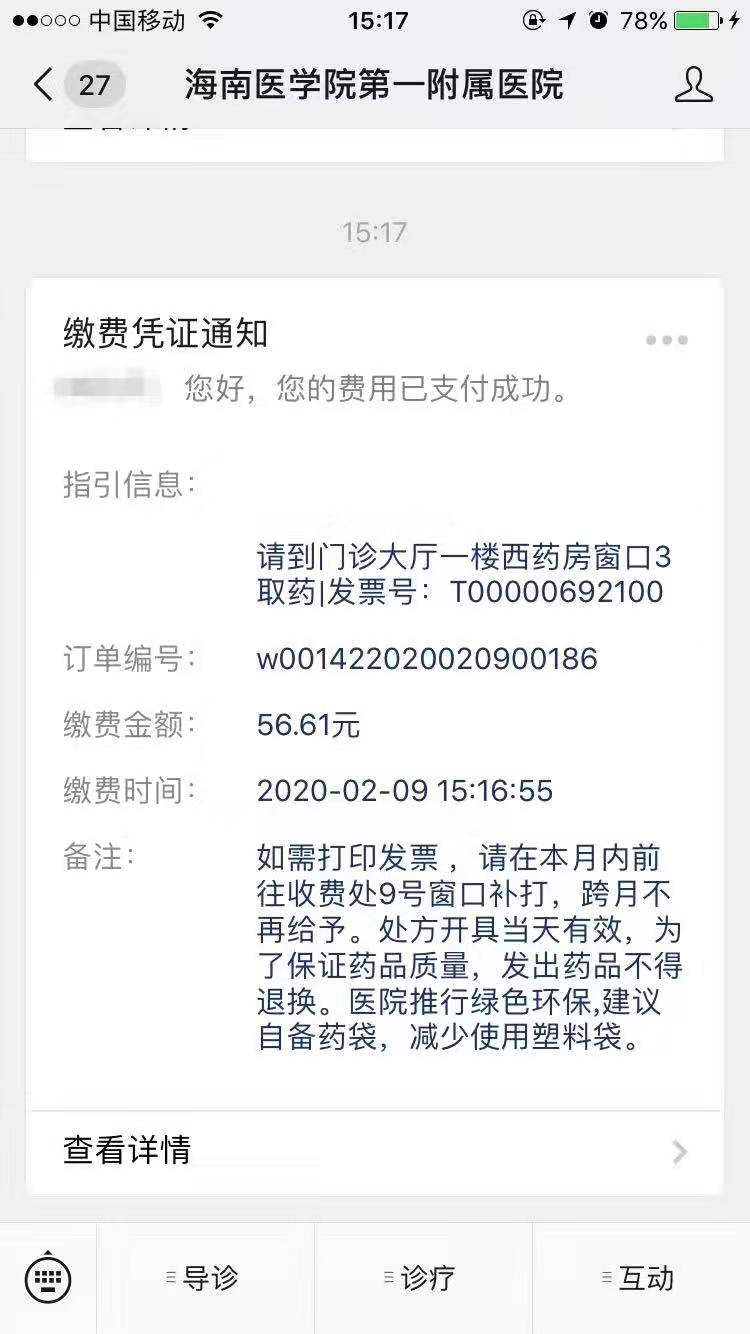 中国移动 15:17 78%
27 海南医学院第一附属医院
15:17
缴费凭证通知
您好，您的费用已支付成功。
指引信息：
请到门诊大厅一楼西药房窗口3
取药|发票号：T00000692100
订单编号： w001422020020900186
缴费金额： 56.61元
缴费时间： 2020-02-09 15:16:55
备注： 如需打印发票 ，请在本月内前
往收费处9号窗口补打，跨月不
再给予。处方开具当天有效，为
了保证药品质量，发出药品不得
退换。医院推行绿色环保,建议
自备药袋，减少使用塑料袋。
查看详情
导诊 诊疗 互动